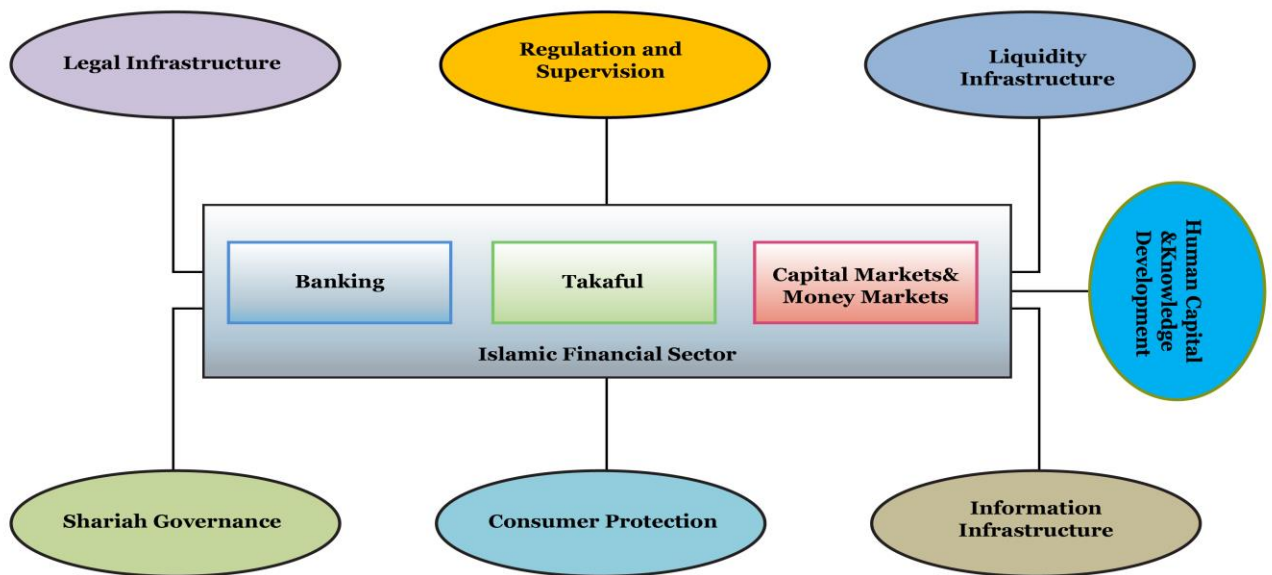 Legal Infrastructure
Regulation and
Supervision
Liquidity
Infrastructure
Human Capital
&Knowledge
Development
Banking
Takaful
Capital Markets&
Money Markets
Islamic Financial Sector
Shariah Governance
Consumer Protection
Information
Infrastructure